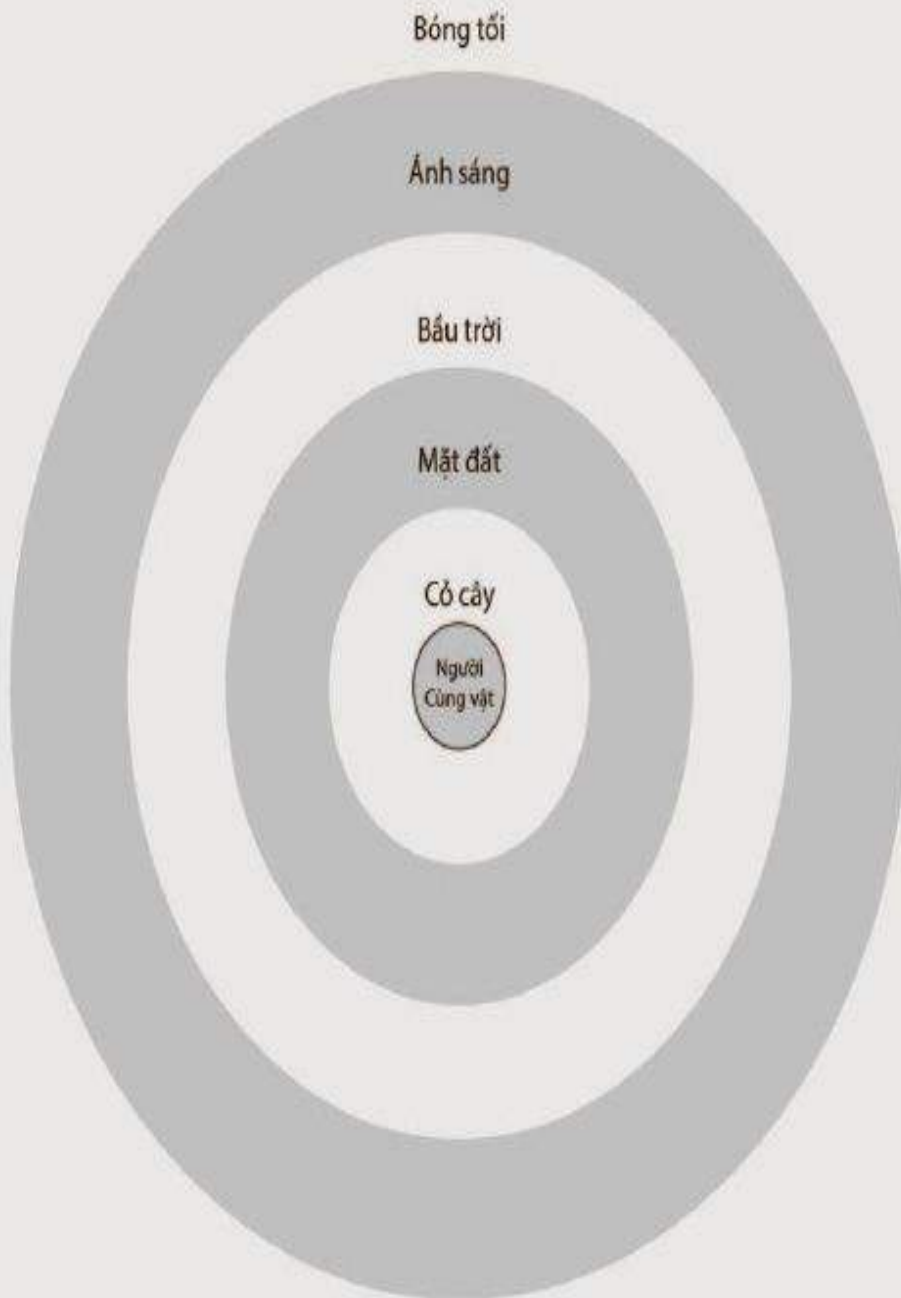 Bóng tối
Ánh sáng
Bầu trời
Mặt đất
Cỏ cây
Người
Cùng vật